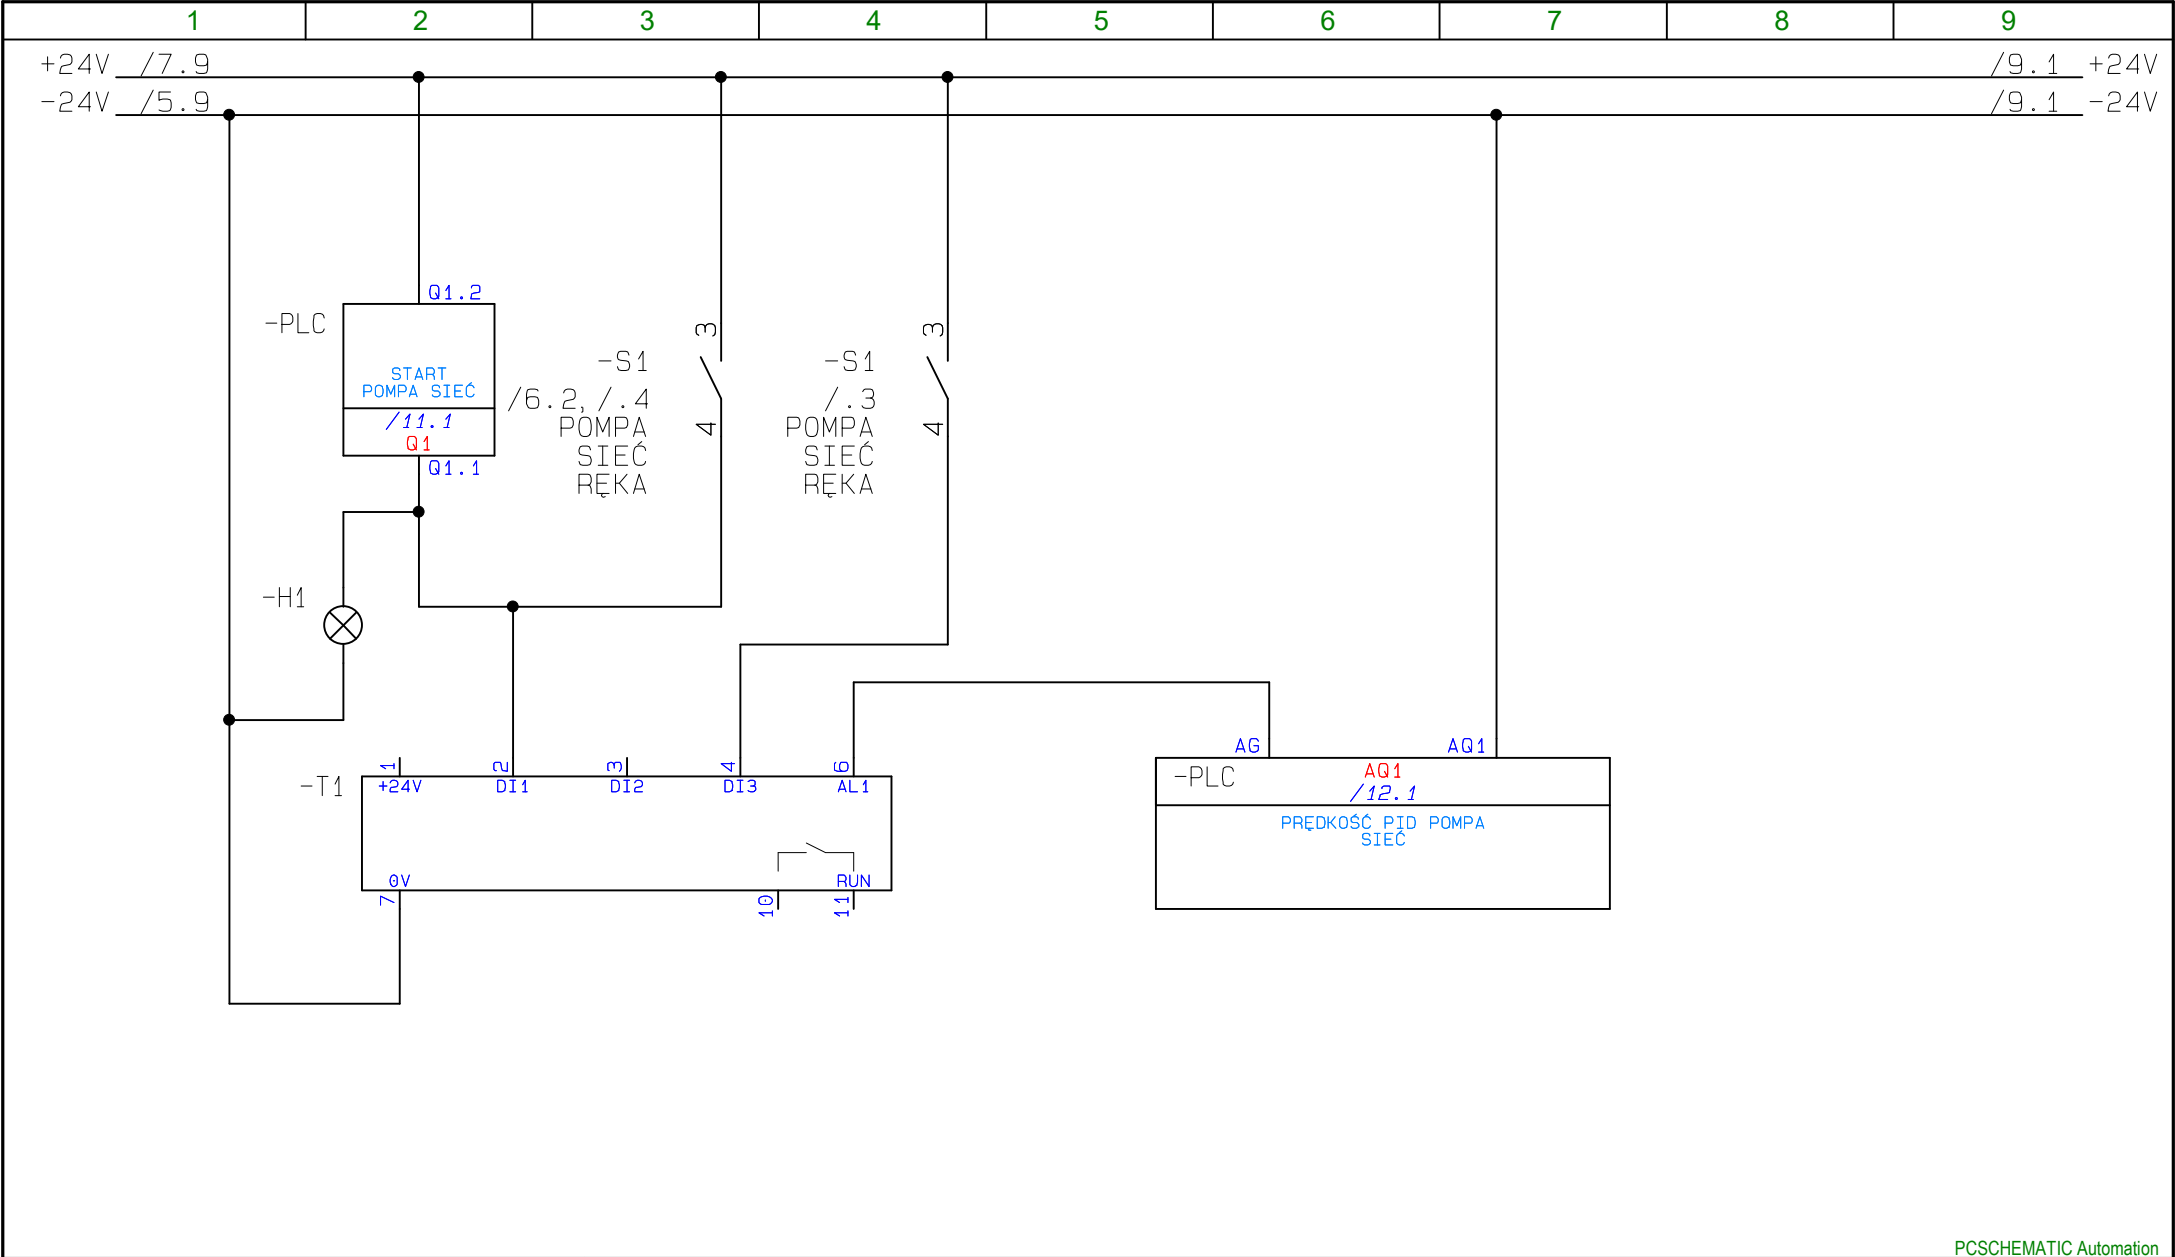 1 2 3 4 5 6 7 8 9
+24V /7.9 /9.1 +24V
-24V /5.9 /9.1 -24V
Q1.2
-PLC
START
POMPA SIEĆ
/11.1
Q1
Q1.1
3
-S1
/6.2, /.4
POMPA
SIEĆ
RĘKA
4
3
-S1
/.3
POMPA
SIEĆ
RĘKA
4
-H1
-T1
1 2 3 4 6
+24V DI1 DI2 DI3 AL1
0V RUN
7 10 11
AG AQ1
-PLC
AQ1
/12.1
PRĘDKOŚĆ PID POMPA
SIEĆ
PCSCHEMATIC Automation